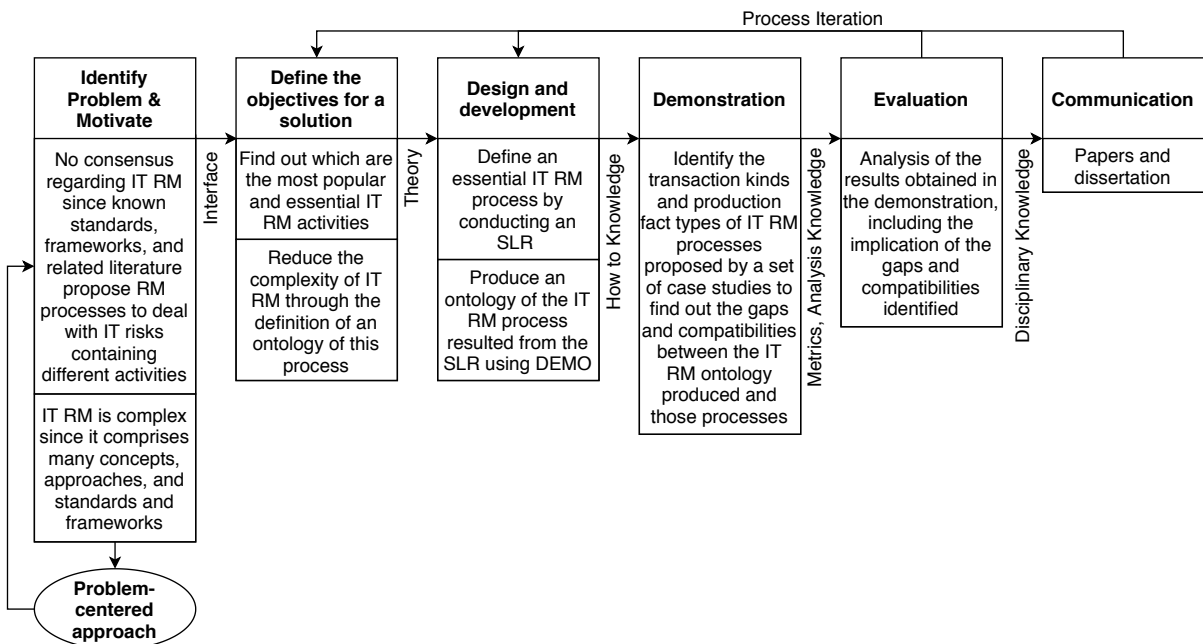 Process Iteration
Identify
Problem &
Motivate
No consensus
regarding IT RM
since known
standards,
frameworks, and
related literature
propose RM
processes to deal
with IT risks
containing
different activities
IT RM is complex
since it comprises
many concepts,
approaches, and
standards and
frameworks
Problem-
centered
approach
Interface
Define the
objectives for a
solution
Find out which are
the most popular
and essential IT
RM activities
Reduce the
complexity of IT
RM through the
definition of an
ontology of this
process
Theory
Design and
development
Define an
essential IT RM
process by
conducting an
SLR
Produce an
ontology of the IT
RM process
resulted from the
SLR using DEMO
How to Knowledge
Demonstration
Identify the
transaction kinds
and production
fact types of IT RM
processes
proposed by a set
of case studies to
find out the gaps
and compatibilities
between the IT
RM ontology
produced and
those processes
Metrics, Analysis Knowledge
Evaluation
Analysis of the
results obtained in
the demonstration,
including the
implication of the
gaps and
compatibilities
identified
Disciplinary Knowledge
Communication
Papers and
dissertation